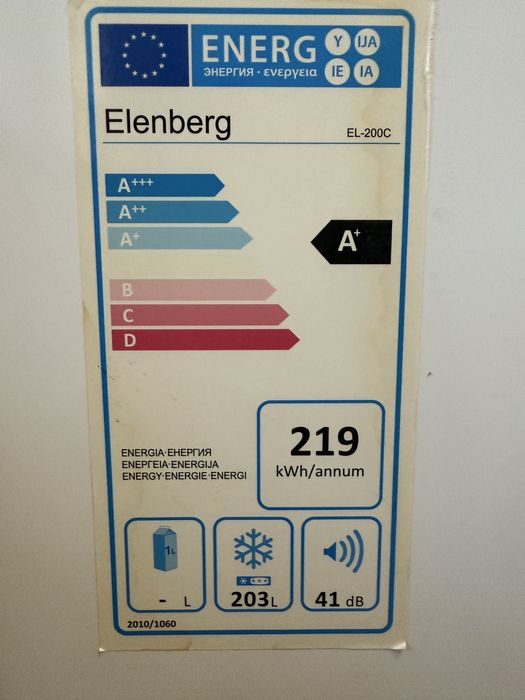 ENERG Y IJA
ЭНЕРГИЯ · ενεργεια IE IA
Elenberg EL-200C
A+++
A++
A+
A+
B
C
D
219
kWh/annum
ENERGIA·ЕНЕРГИЯ
ΕΝΕΡΓΕΙΑ·ENERGIJA
ENERGY·ENERGIE·ENERGI
1L
- L
203L
41 dB
2010/1060